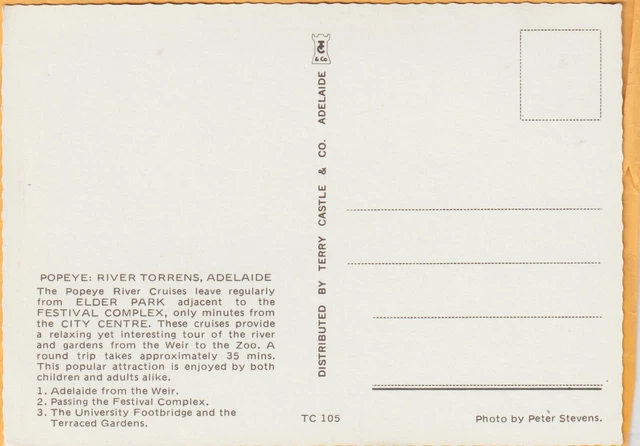 POPEYE: RIVER TORRENS, ADELAIDE
The Popeye River Cruises leave regularly
from ELDER PARK adjacent to the
FESTIVAL COMPLEX, only minutes from
the CITY CENTRE. These cruises provide
a relaxing yet interesting tour of the river
and gardens from the Weir to the Zoo. A
round trip takes approximately 35 mins.
This popular attraction is enjoyed by both
children and adults alike.
1. Adelaide from the Weir.
2. Passing the Festival Complex.
3. The University Footbridge and the
Terraced Gardens.
& Co.
DISTRIBUTED BY TERRY CASTLE & CO. ADELAIDE
TC 105
Photo by Peter Stevens.